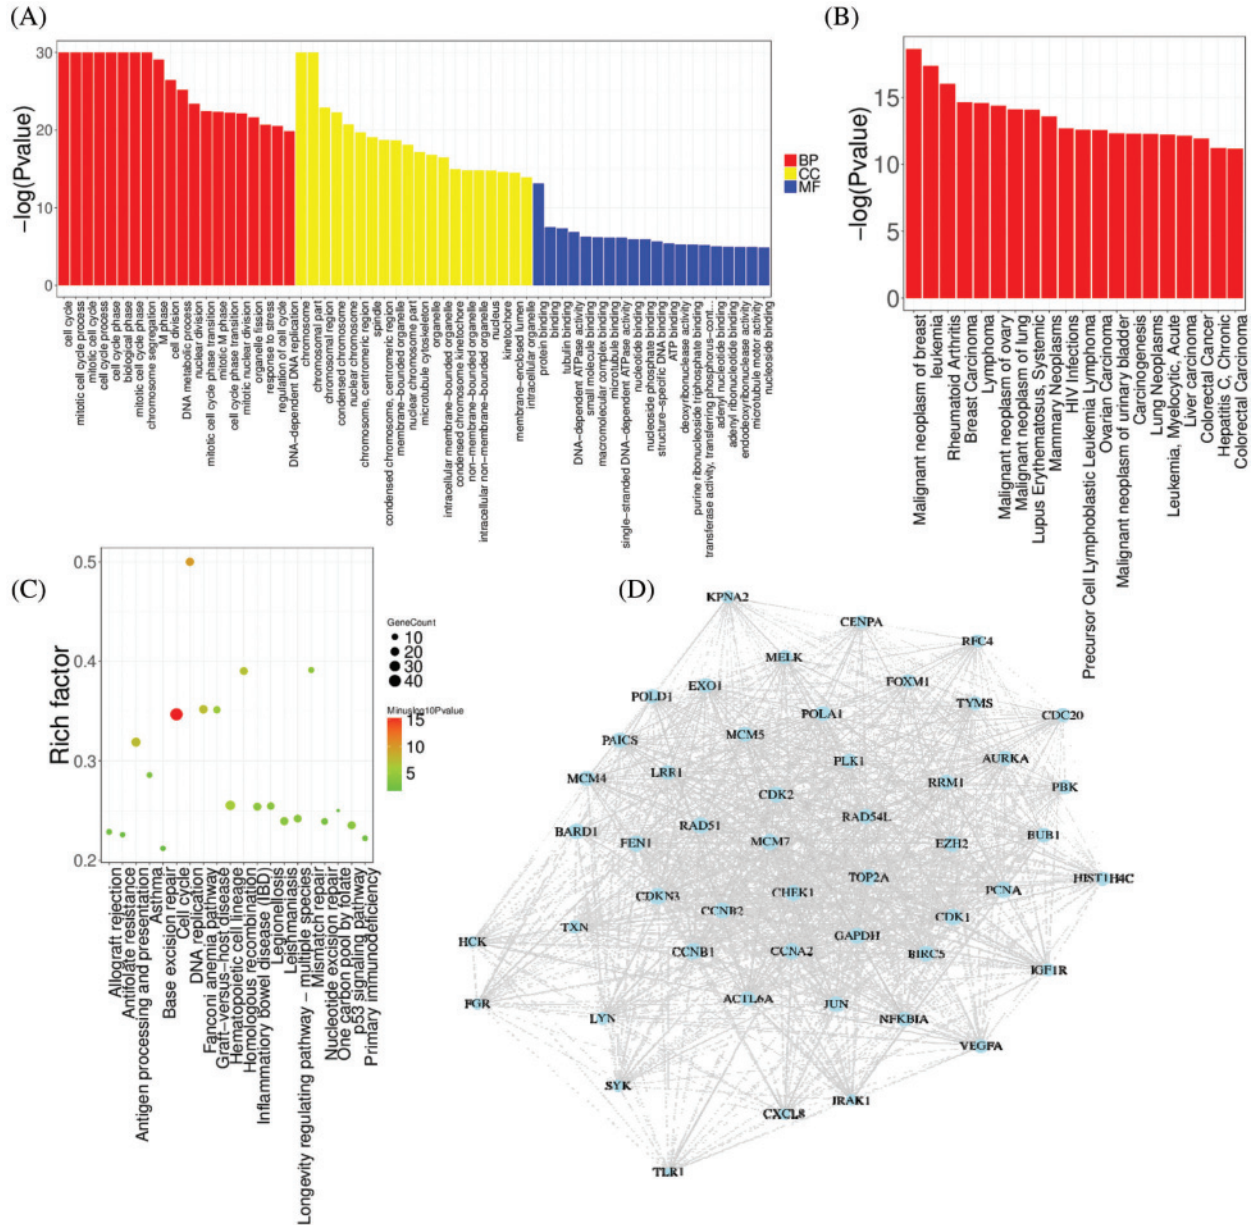 (A)
−log(Pvalue)
30
20
10
0
cell cycle
mitotic cell cycle process
mitotic cell cycle
cell cycle process
cell cycle phase
biological phase
mitotic cell cycle phase
chromosome segregation
M phase
cell division
DNA metabolic process
nuclear division
mitotic cell cycle phase transition
mitotic M phase
cell cycle phase transition
mitotic nuclear division
organelle fission
response to stress
regulation of cell cycle
DNA−dependent DNA replication
chromosome
chromosomal part
chromosomal region
condensed chromosome
nuclear chromosome
chromosome, centromeric region
spindle
condensed chromosome, centromeric region
membrane−bounded organelle
nuclear chromosome part
microtubule cytoskeleton
organelle
intracellular membrane−bounded organelle
condensed chromosome kinetochore
non−membrane−bounded organelle
intracellular non−membrane−bounded organelle
nucleus
kinetochore
membrane−enclosed lumen
intracellular organelle
protein binding
binding
tubulin binding
DNA−dependent ATPase activity
small molecule binding
macromolecular complex binding
microtubule binding
single−stranded DNA−dependent ATPase activity
nucleotide binding
nucleoside phosphate binding
structure−specific DNA binding
ATP binding
deoxyribonuclease activity
purine ribonucleoside triphosphate binding
transferase activity, transferring phosphorus−cont...
adenyl nucleotide binding
adenyl ribonucleotide binding
endodeoxyribonuclease activity
microtubule motor activity
nucleoside binding
BP
CC
MF
(B)
−log(Pvalue)
15
10
5
0
Malignant neoplasm of breast
leukemia
Rheumatoid Arthritis
Breast Carcinoma
Lymphoma
Malignant neoplasm of ovary
Malignant neoplasm of lung
Lupus Erythematosus, Systemic
Mammary Neoplasms
HIV Infections
Precursor Cell Lymphoblastic Leukemia Lymphoma
Ovarian Carcinoma
Malignant neoplasm of urinary bladder
Carcinogenesis
Lung Neoplasms
Leukemia, Myelocytic, Acute
Liver carcinoma
Colorectal Cancer
Hepatitis C, Chronic
Colorectal Carcinoma
(C)
Rich factor
0.5
0.4
0.3
0.2
Allograft rejection
Antifolate resistance
Antigen processing and presentation
Asthma
Base excision repair
Cell cycle
DNA replication
Fanconi anemia pathway
Graft−versus−host disease
Hematopoietic cell lineage
Homologous recombination
Inflammatory bowel disease (IBD)
Legionellosis
Leishmaniasis
Longevity regulating pathway − multiple species
Mismatch repair
Nucleotide excision repair
One carbon pool by folate
p53 signaling pathway
Primary immunodeficiency
GeneCount
10
20
30
40
Minuslog10Pvalue
15
10
5
(D)
KPNA2
CENPA
RFC4
MELK
EXO1
FOXM1
POLD1
TYMS
POLA1
CDC20
MCM5
PAICS
AURKA
PLK1
LRR1
MCM4
RRM1
PBK
CDK2
RAD54L
RAD51
BARD1
BUB1
FEN1
MCM7
EZH2
TOP2A
HIST1H4C
PCNA
CHEK1
CDKN3
CCNB2
CDK1
TXN
GAPDH
HCK
CCNB1
CCNA2
BIRC5
IGF1R
ACTL6A
FGR
JUN
LYN
NFKBIA
VEGFA
SYK
IRAK1
CXCL8
TLR1